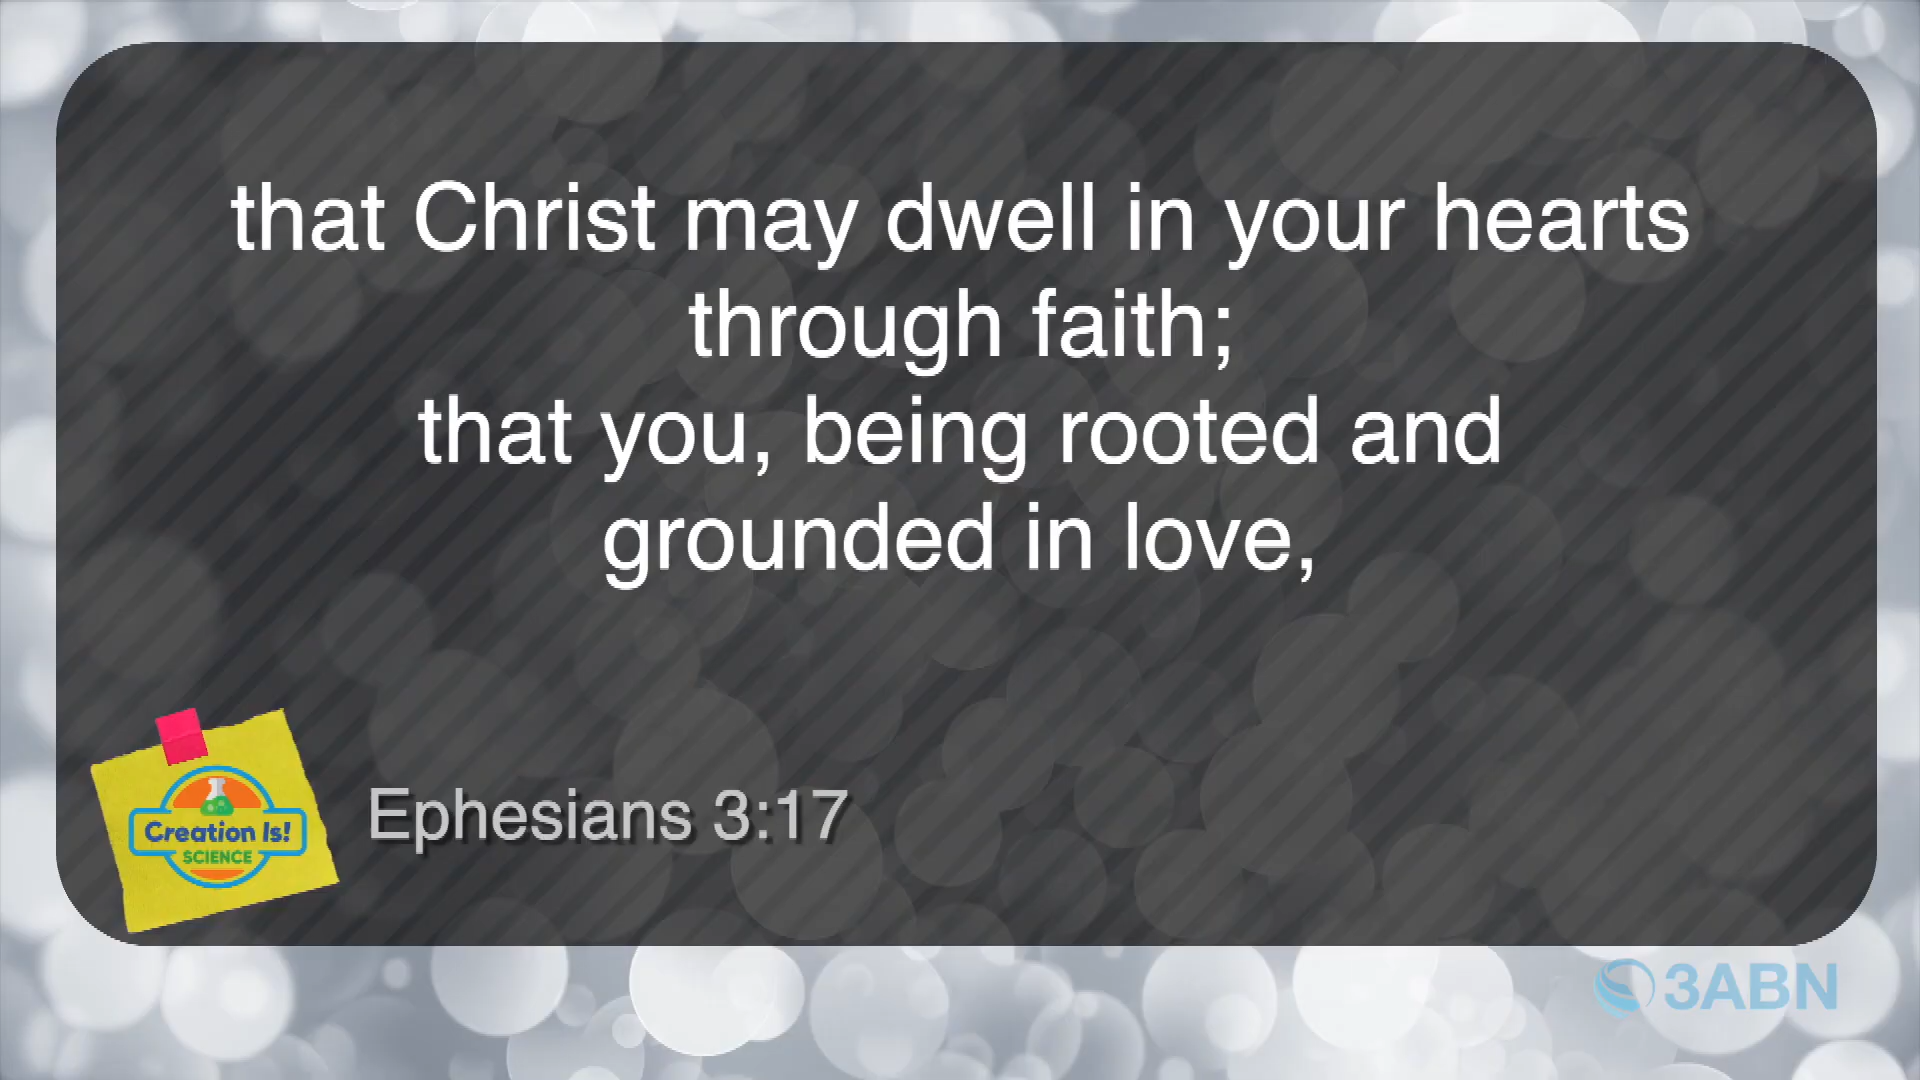 that Christ may dwell in your hearts
through faith;
that you, being rooted and
grounded in love,
Creation Is!
SCIENCE
Ephesians 3:17
3ABN